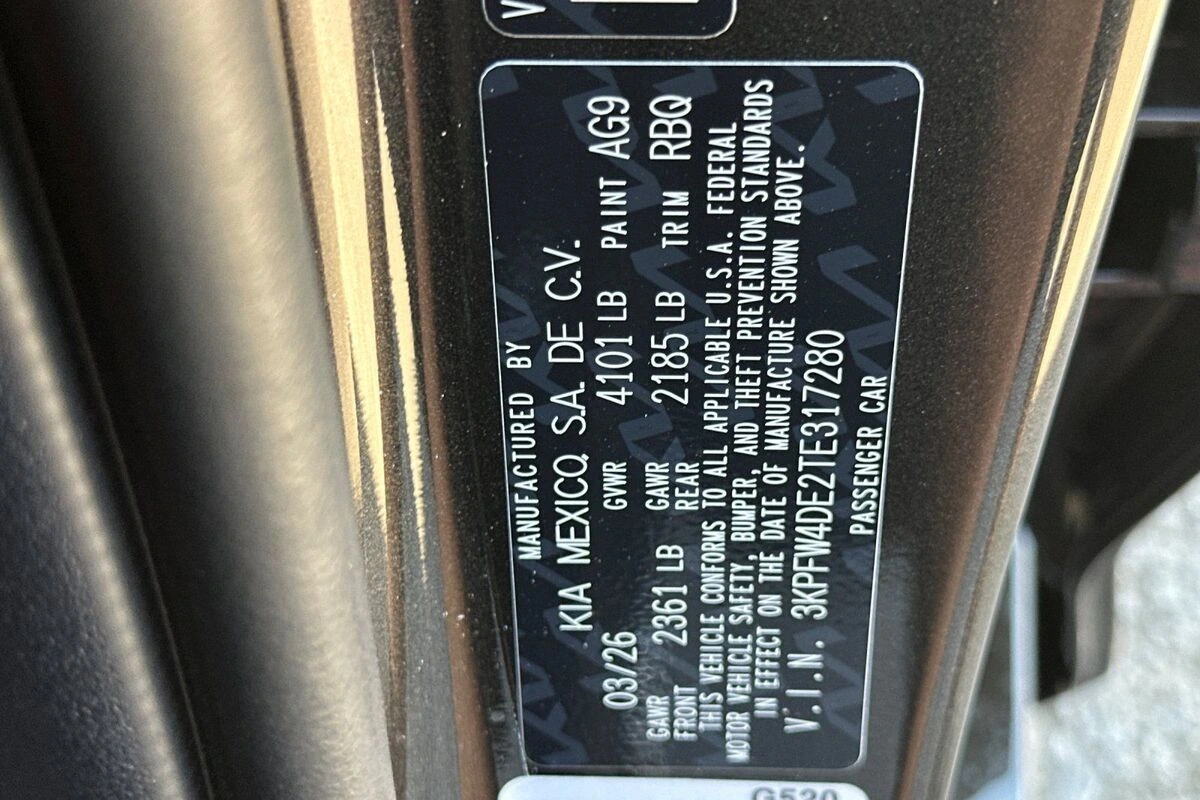 V
MANUFACTURED BY
KIA MEXICO, S.A. DE C.V.
03/26 GVWR 4101 LB PAINT AG9
GAWR FRONT 2361 LB GAWR REAR 2185 LB TRIM RBQ
THIS VEHICLE CONFORMS TO ALL APPLICABLE U.S.A. FEDERAL
MOTOR VEHICLE SAFETY, BUMPER, AND THEFT PREVENTION STANDARDS
IN EFFECT ON THE DATE OF MANUFACTURE SHOWN ABOVE.
V.I.N. 3KPFW4DE2TE317280
PASSENGER CAR